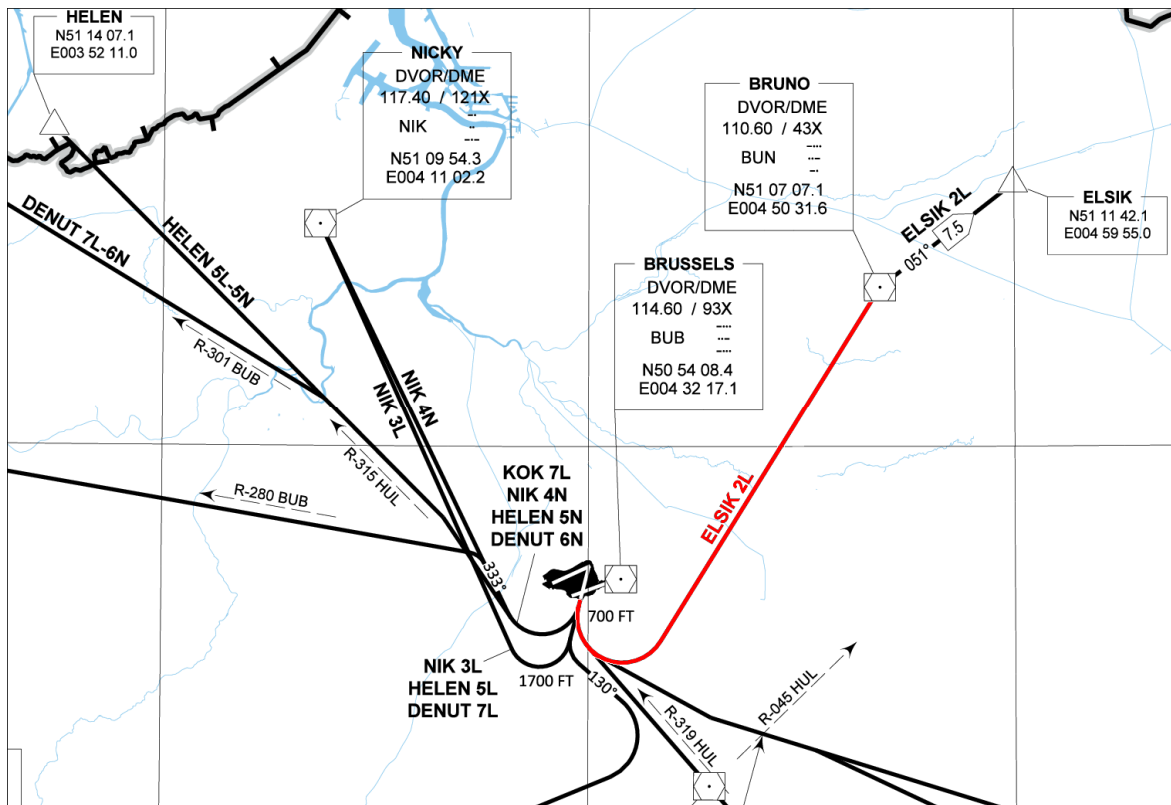 HELEN
N51 14 07.1
E003 52 11.0
NICKY
DVOR/DME
117.40 / 121X
NIK
N51 09 54.3
E004 11 02.2
BRUNO
DVOR/DME
110.60 / 43X
BUN
N51 07 07.1
E004 50 31.6
ELSIK
N51 11 42.1
E004 59 55.0
ELSIK 2L
7.5
051°
BRUSSELS
DVOR/DME
114.60 / 93X
BUB
N50 54 08.4
E004 32 17.1
DENUT 7L-6N
HELEN 5L-5N
R-301 BUB
NIK 4N
NIK 3L
R-315 HUL
R-280 BUB
KOK 7L
NIK 4N
HELEN 5N
DENUT 6N
ELSIK 2L
333°
700 FT
NIK 3L
HELEN 5L
DENUT 7L
1700 FT
130°
R-319 HUL
R-045 HUL